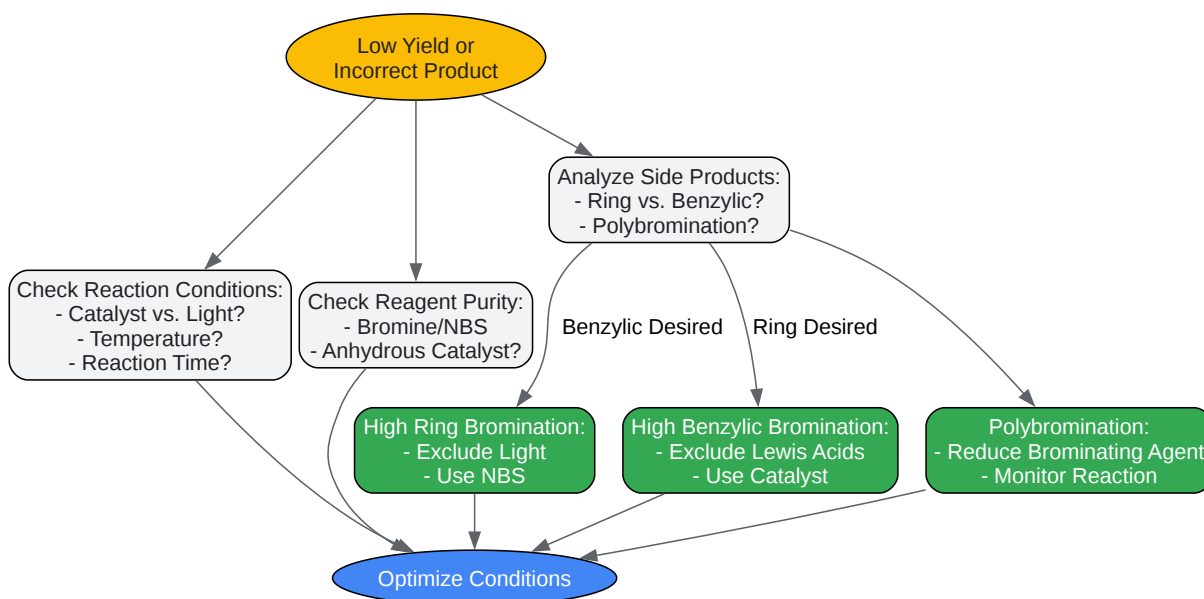 Low Yield or
Incorrect Product
Analyze Side Products:
- Ring vs. Benzylic?
- Polybromination?
Check Reaction Conditions:
- Catalyst vs. Light?
- Temperature?
- Reaction Time?
Check Reagent Purity:
- Bromine/NBS
- Anhydrous Catalyst?
Benzylic Desired
Ring Desired
High Ring Bromination:
- Exclude Light
- Use NBS
High Benzylic Bromination:
- Exclude Lewis Acids
- Use Catalyst
Polybromination:
- Reduce Brominating Agent
- Monitor Reaction
Optimize Conditions